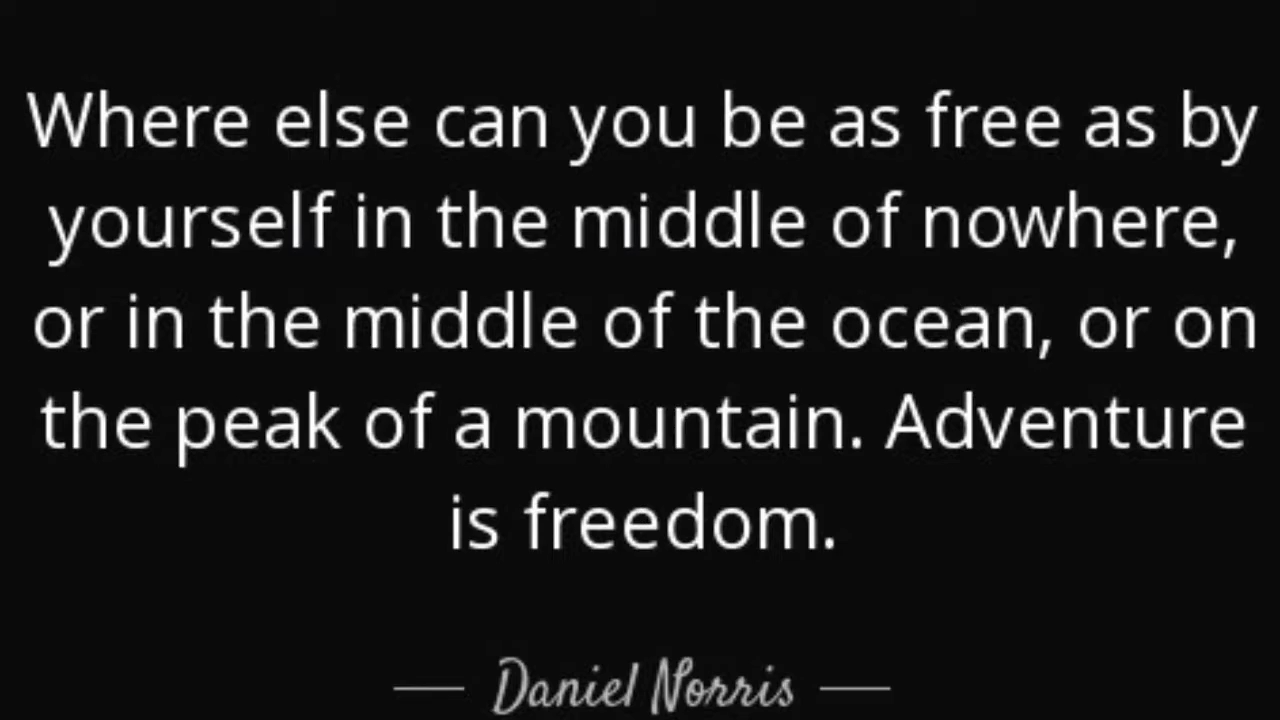 Where else can you be as free as by
yourself in the middle of nowhere,
or in the middle of the ocean, or on
the peak of a mountain. Adventure
is freedom.
Daniel Norris